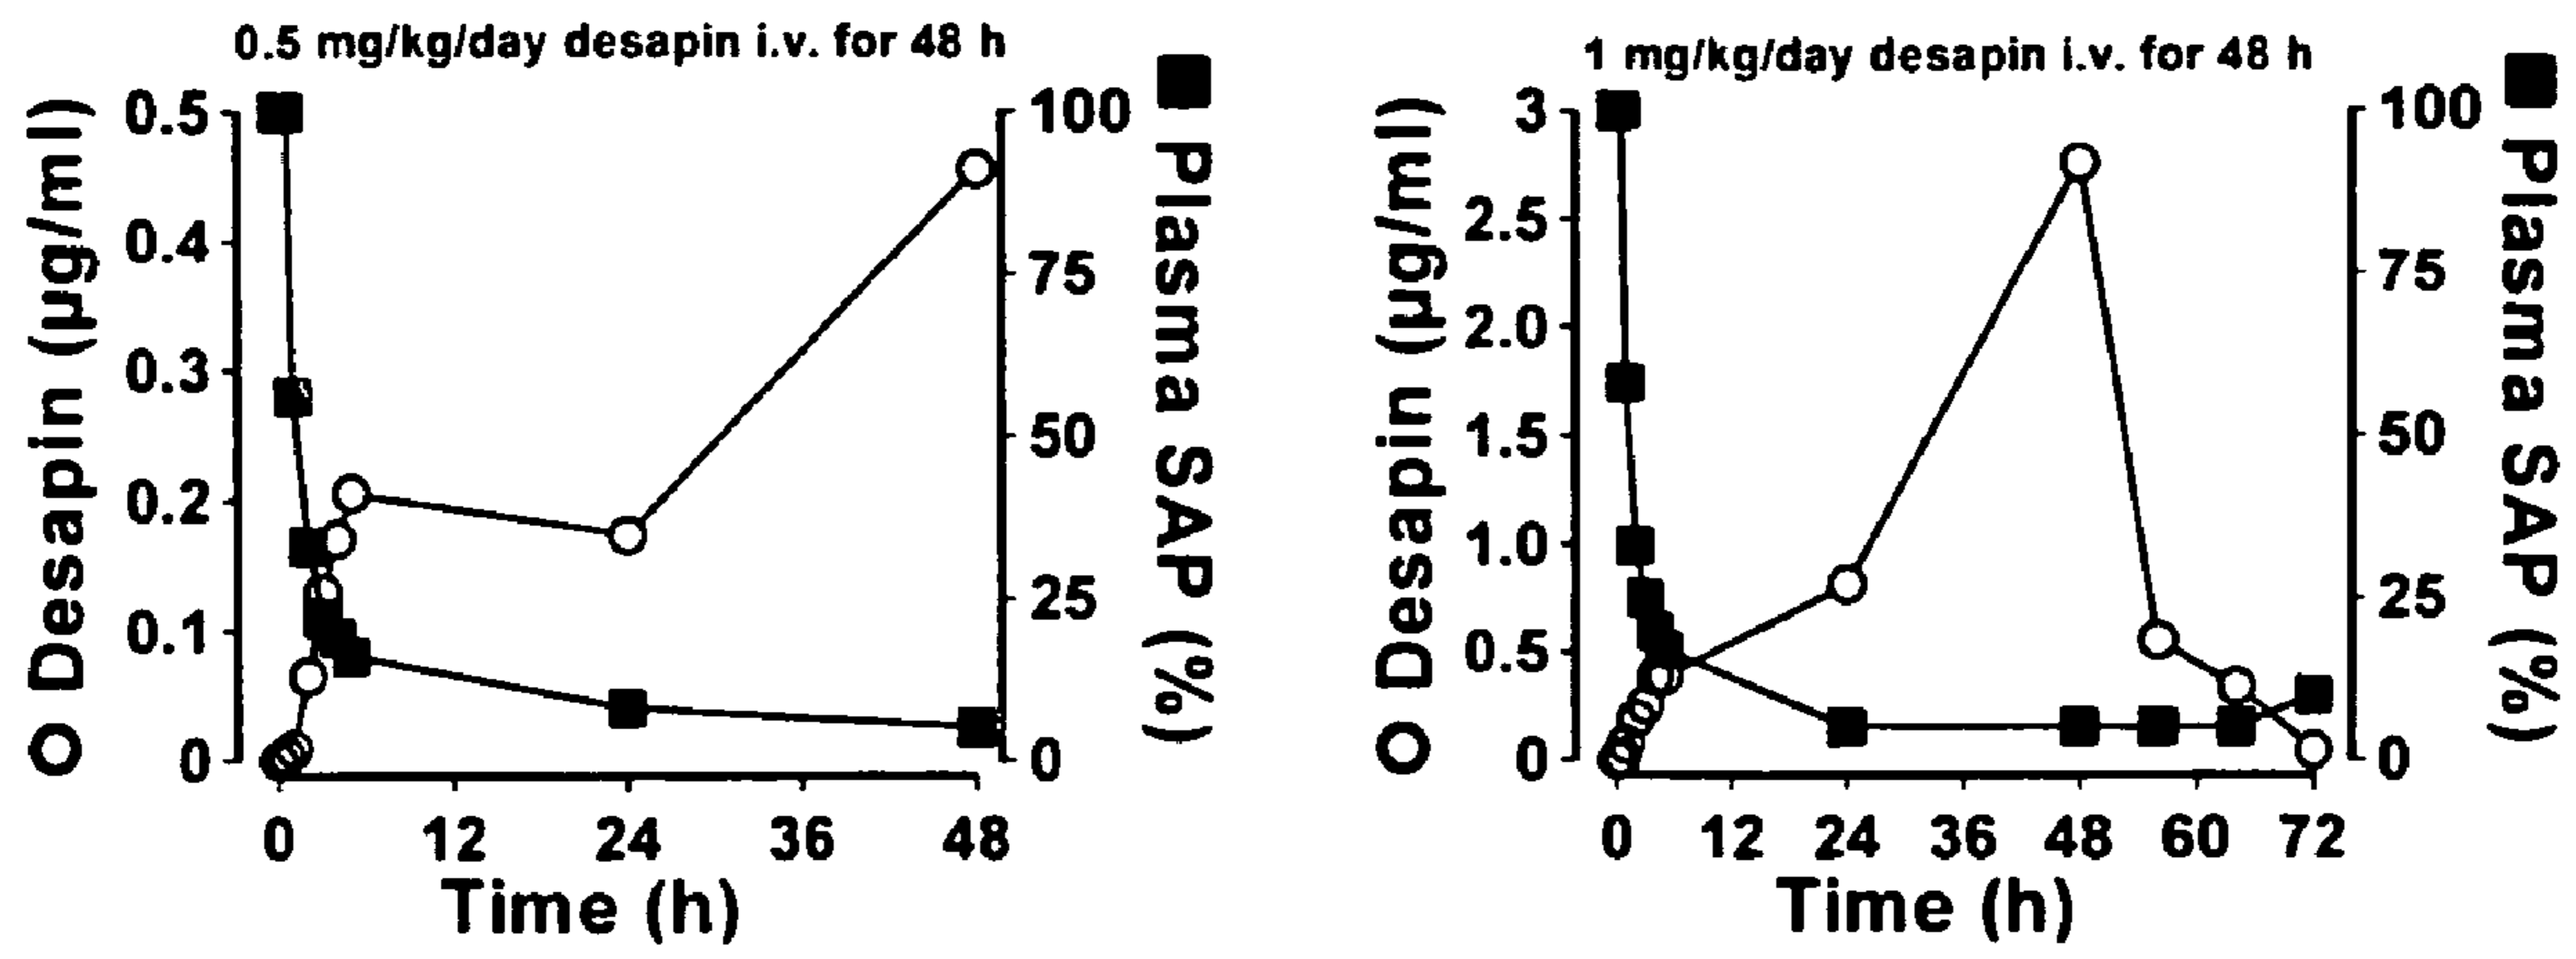 0.5 mg/kg/day desapin i.v. for 48 h
Desapin (µg/ml)
0.5
0.4
0.3
0.2
0.1
0
100
75
50
25
0
Plasma SAP (%)
0 12 24 36 48
Time (h)
1 mg/kg/day desapin i.v. for 48 h
Desapin (µg/ml)
3
2.5
2.0
1.5
1.0
0.5
0
100
75
50
25
0
Plasma SAP (%)
0 12 24 36 48 60 72
Time (h)